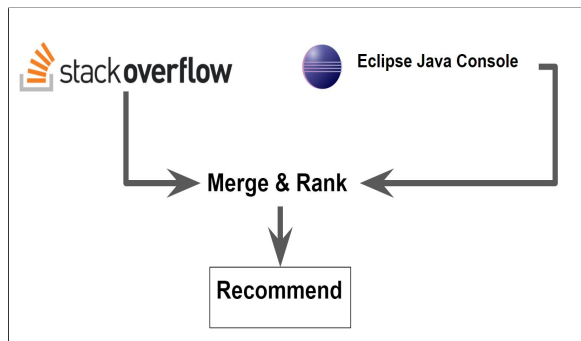 stackoverflow
Eclipse Java Console
Merge & Rank
Recommend